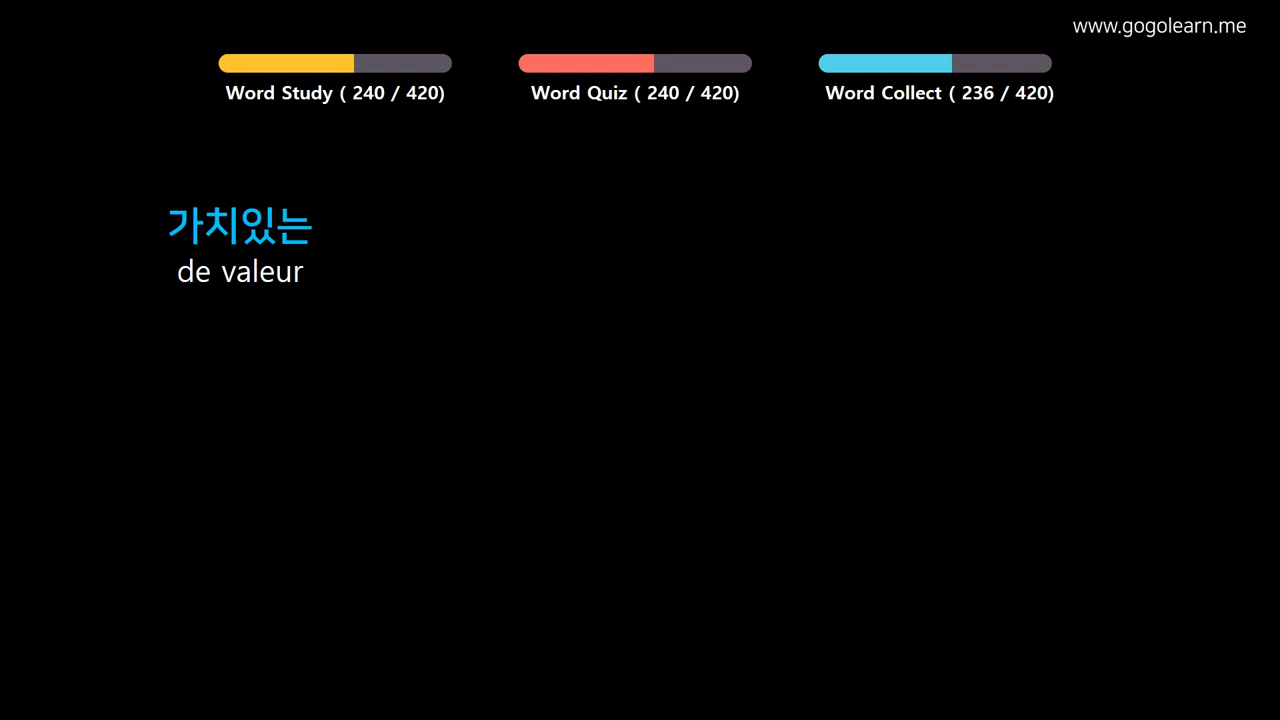 www.gogolearn.me
Word Study ( 240 / 420)
Word Quiz ( 240 / 420)
Word Collect ( 236 / 420)
가치있는
de valeur